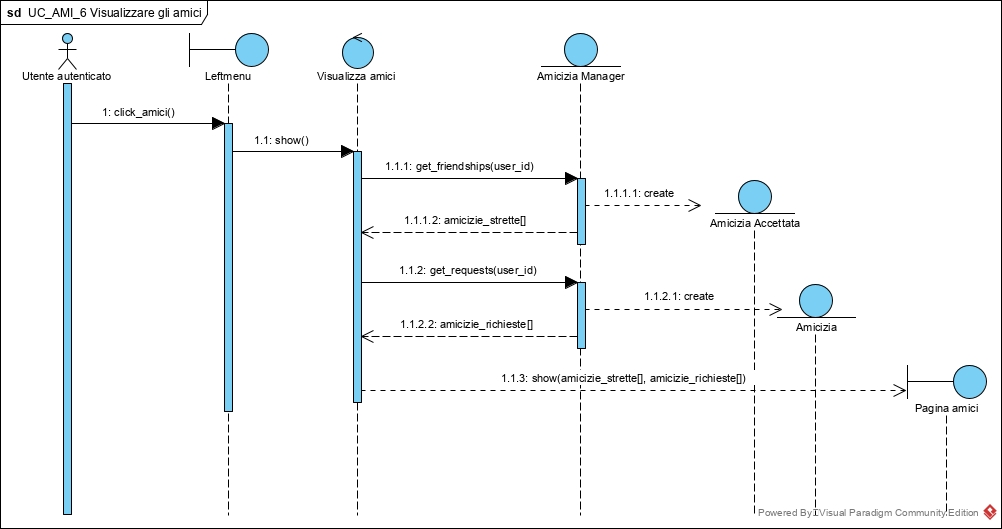 sd UC_AMI_6 Visualizzare gli amici
Utente autenticato
Leftmenu
Visualizza amici
Amicizia Manager
1: click_amici()
1.1: show()
1.1.1: get_friendships(user_id)
1.1.1.1: create
Amicizia Accettata
1.1.1.2: amicizie_strette[]
1.1.2: get_requests(user_id)
1.1.2.1: create
Amicizia
1.1.2.2: amicizie_richieste[]
1.1.3: show(amicizie_strette[], amicizie_richieste[])
Pagina amici
Powered By Visual Paradigm Community Edition